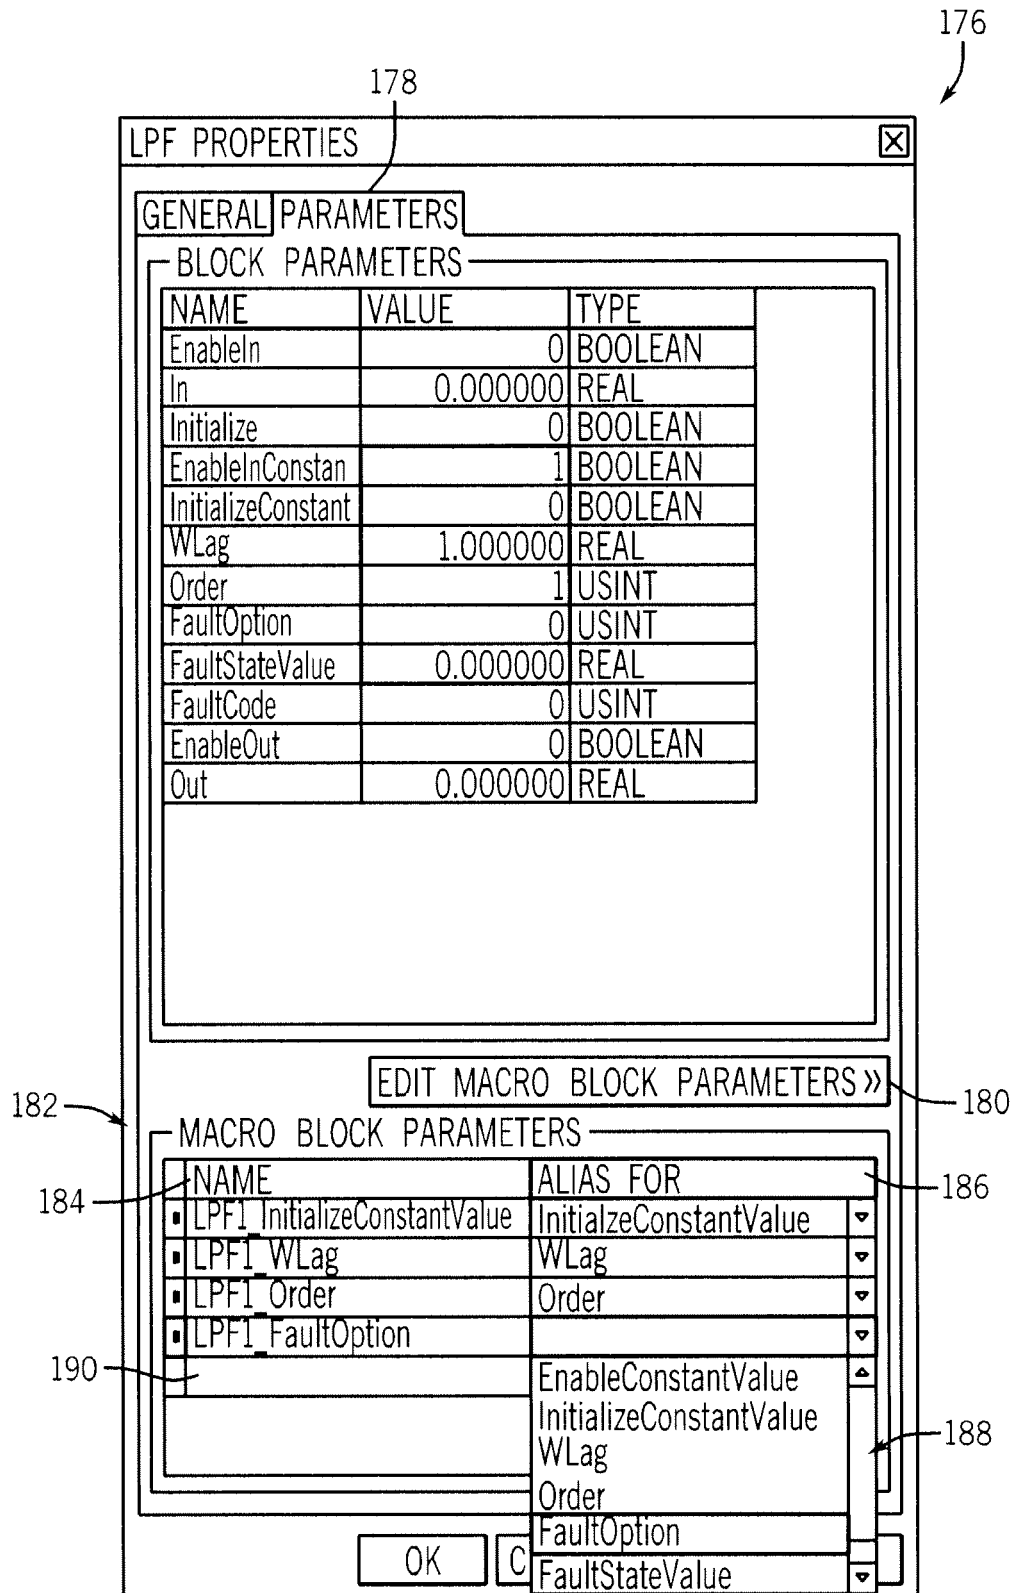 176
178
LPF PROPERTIES
GENERAL PARAMETERS
BLOCK PARAMETERS
NAME VALUE TYPE
EnableIn 0 BOOLEAN
In 0.000000 REAL
Initialize 0 BOOLEAN
EnableInConstan 1 BOOLEAN
InitializeConstant 0 BOOLEAN
WLag 1.000000 REAL
Order 1 USINT
FaultOption 0 USINT
FaultStateValue 0.000000 REAL
FaultCode 0 USINT
EnableOut 0 BOOLEAN
Out 0.000000 REAL
EDIT MACRO BLOCK PARAMETERS »
180
182
MACRO BLOCK PARAMETERS
NAME ALIAS FOR
184
186
LPF1_InitializeConstantValue InitialzeConstantValue
LPF1_WLag WLag
LPF1_Order Order
LPF1_FaultOption
190
EnableConstantValue
InitializeConstantValue
188
WLag
Order
FaultOption
OK C
FaultStateValue